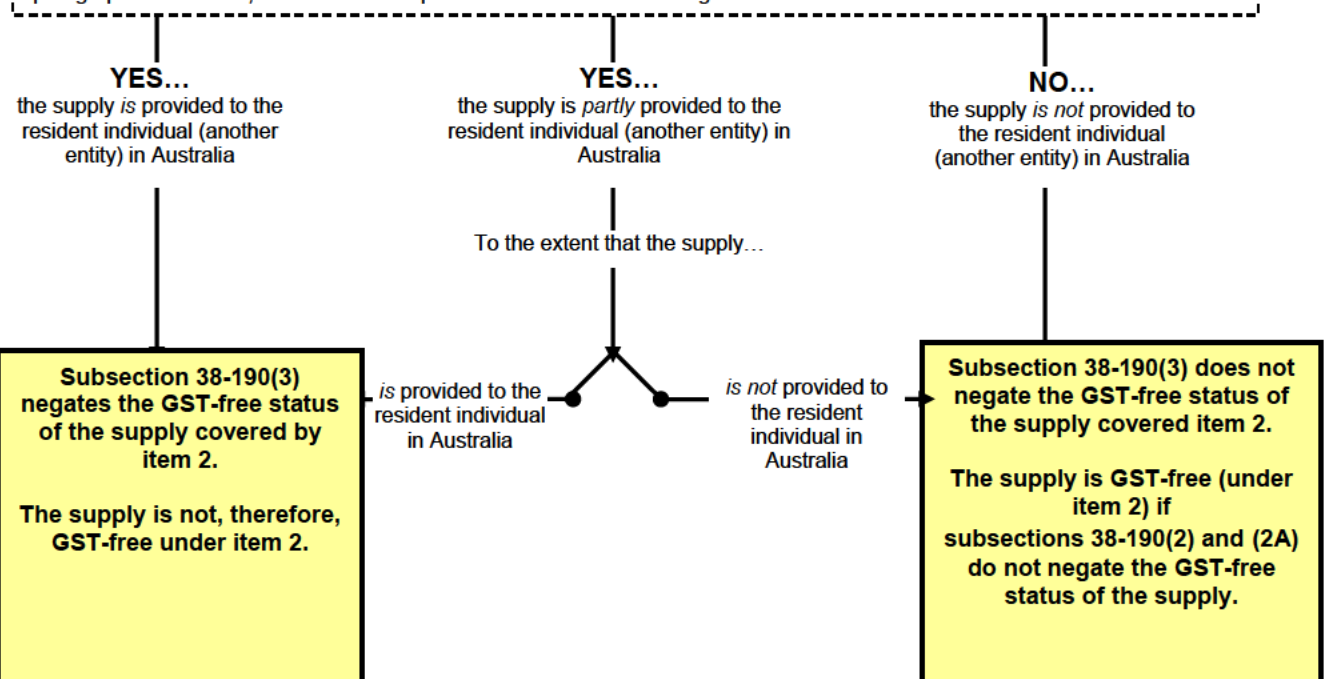 YES…
the supply is provided to the
resident individual (another
entity) in Australia
YES…
the supply is partly provided to the
resident individual (another entity) in
Australia
NO…
the supply is not provided to
the resident individual
(another entity) in Australia
To the extent that the supply…
Subsection 38-190(3)
negates the GST-free status
of the supply covered by
item 2.
The supply is not, therefore,
GST-free under item 2.
is provided to the
resident individual
in Australia
is not provided to
the resident
individual in
Australia
Subsection 38-190(3) does not
negate the GST-free status of
the supply covered item 2.
The supply is GST-free (under
item 2) if
subsections 38-190(2) and (2A)
do not negate the GST-free
status of the supply.